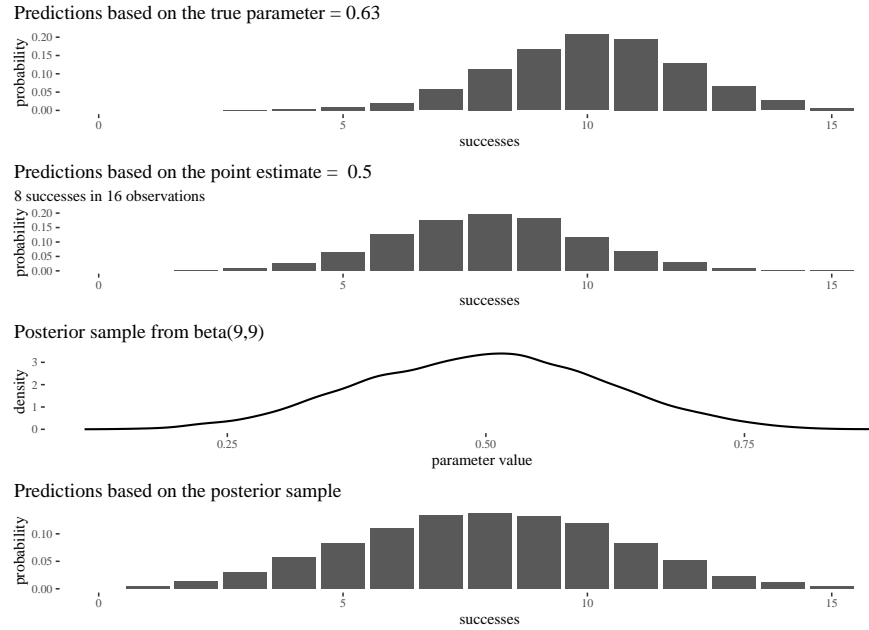 Predictions based on the true parameter = 0.63
0.20
0.15
0.10
0.05
0.00
probability
0 5 10 15
successes
Predictions based on the point estimate = 0.5
8 successes in 16 observations
0.20
0.15
0.10
0.05
0.00
probability
0 5 10 15
successes
Posterior sample from beta(9,9)
3
2
1
0
density
0.25 0.50 0.75
parameter value
Predictions based on the posterior sample
0.10
0.05
0.00
probability
0 5 10 15
successes